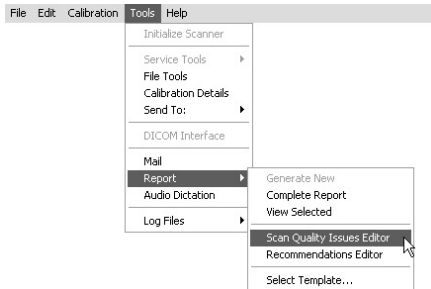 File Edit Calibration Tools Help
Initialize Scanner
Service Tools
File Tools
Calibration Details
Send To:
DICOM Interface
Mail
Report
Audio Dictation
Log Files
Generate New
Complete Report
View Selected
Scan Quality Issues Editor
Recommendations Editor
Select Template...